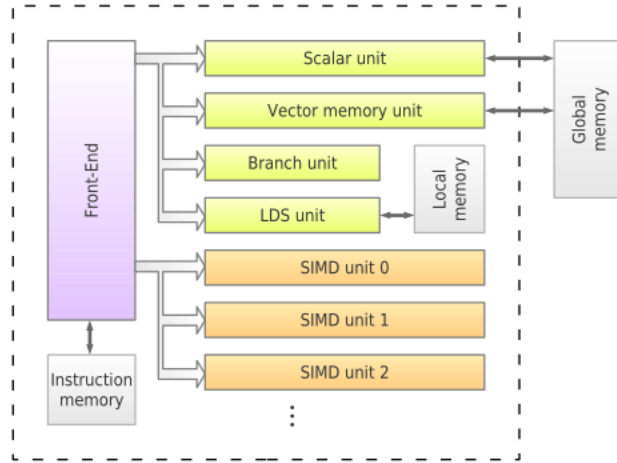 Front-End
Scalar unit
Vector memory unit
Branch unit
LDS unit
Local
memory
Global
memory
SIMD unit 0
SIMD unit 1
SIMD unit 2
Instruction
memory